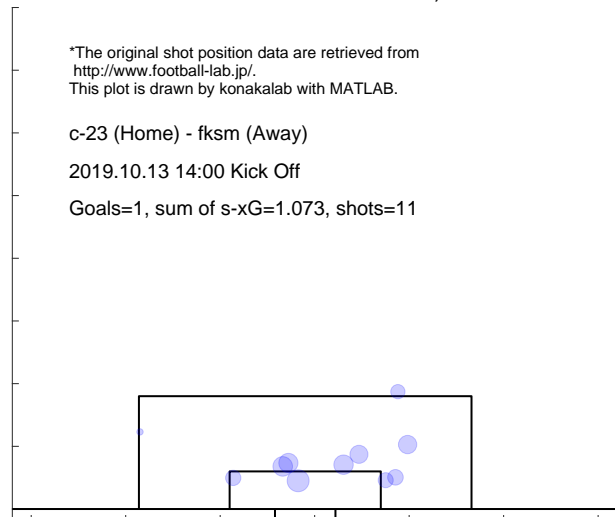 *The original shot position data are retrieved from
http://www.football-lab.jp/.
This plot is drawn by konakalab with MATLAB.
c-23 (Home) - fksm (Away)
2019.10.13 14:00 Kick Off
Goals=1, sum of s-xG=1.073, shots=11